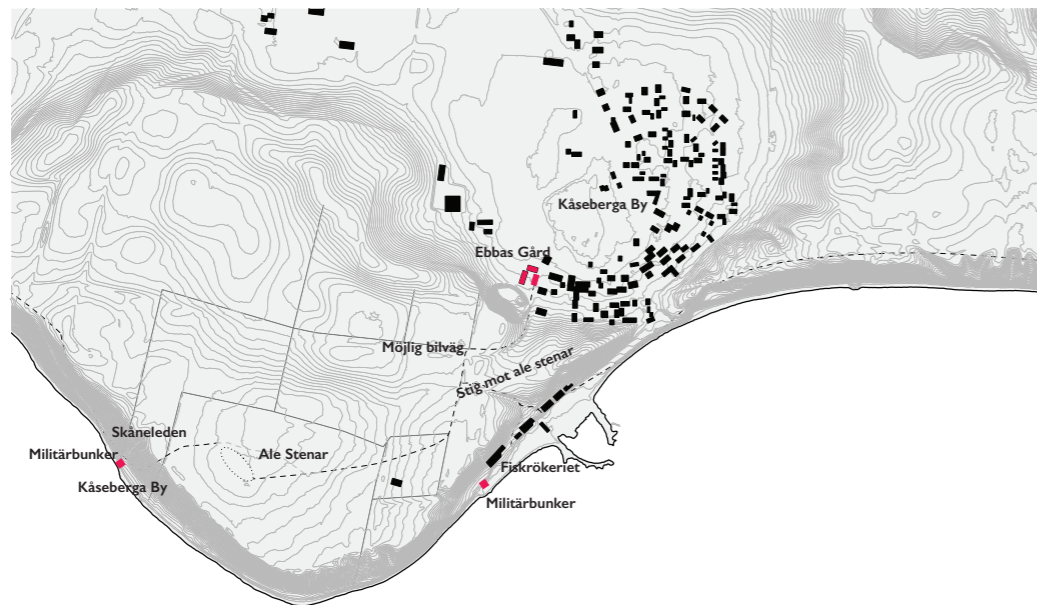 Kåseberga By
Ebbas Gård
Möjlig bilväg
Stig mot ale stenar
Skåneleden
Militärbunker
Ale Stenar
Kåseberga By
Fiskrökeriet
Militärbunker